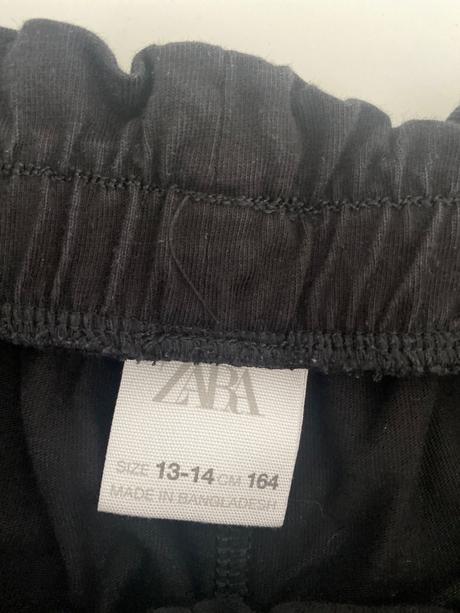 ZARA
SIZE 13-14 CM 164
MADE IN BANGLADESH